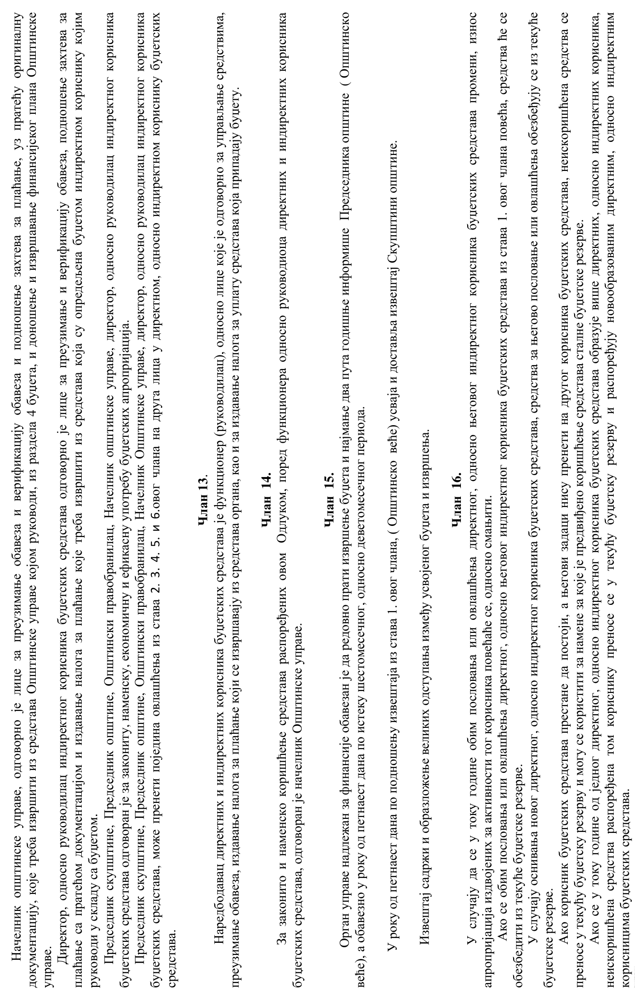 Начелник општинске управе, одговорно је лице за преузимање обавеза и верификацију обавеза и подношење захтева за плаћање, уз пратећу оригиналну
документацију, које треба извршити из средстава Општинске управе којом руководи, из раздела 4 буџета, и доношење и извршавање финансијског плана Општинске
управе.
Директор, односно руководилац индиректног корисника буџетских средстава одговорно је лице за преузимање и верификацију обавеза, подношење захтева за
плаћање са пратећом документацијом и издавање налога за плаћање које треба извршити из средстава која су опредељена буџетом индиректном кориснику којим
руководи у складу са буџетом.
Председник скупштине, Председник општине, Општински правобранилац, Начелник општинске управе, директор, односно руководилац индиректног корисника
буџетских средстава одговоран је за закониту, наменску, економичну и ефикасну употребу буџетских апропријација.
Председник скупштине, Председник општине, Општински правобранилац, Начелник Општинске управе, директор, односно руководилац индиректног корисника
буџетских средстава, може пренети поједина овлашћења из става 2. 3. 4. 5. и 6.овог члана на друга лица у директном, односно индиректном кориснику буџетских
средстава.
Члан 13.
Наредбодавац директних и индиректних корисника буџетских средстава је функционер (руководилац), односно лице које је одговорно за управљање средствима,
преузимање обавеза, издавање налога за плаћање који се извршавају из средстава органа, као и за издавање налога за уплату средстава која припадају буџету.
Члан 14.
За законито и наменско коришћење средстава распоређених овом Одлуком, поред функционера односно руководиоца директних и индиректних корисника
буџетских средстава, одговоран је начелник Општинске управе.
Члан 15.
Орган управе надлежан за финансије обавезан је да редовно прати извршење буџета и најмање два пута годишње информише Председника општине ( Општинско
веће), а обавезно у року од петнаест дана по истеку шестомесечног, односно деветомесечног периода.
У року од петнаест дана по подношењу извештаја из става 1. овог члана, ( Општинско веће) усваја и доставља извештај Скупштини општине.
Извештај садржи и образложење великих одступања између усвојеног буџета и извршења.
Члан 16.
У случају да се у току године обим пословања или овлашћења директног, односно његовог индиректног корисника буџетских средстава промени, износ
апропријација издвојених за активности тог корисника повећаће се, односно смањити.
Ако се обим пословања или овлашћења директног, односно његовог индиректног корисника буџетских средстава из става 1. овог члана повећа, средства ће се
обезбедити из текуће буџетске резерве.
У случају оснивања новог директног, односно индиректног корисника буџетских средстава, средства за његово пословање или овлашћења обезбеђују се из текуће
буџетске резерве.
Ако корисник буџетских средстава престане да постоји, а његови задаци нису пренети на другог корисника буџетских средстава, неискоришћена средства се
преносе у текућу буџетску резерву и могу се користити за намене за које је предвиђено коришћење средстава сталне буџетске резерве.
Ако се у току године од једног директног, односно индиректног корисника буџетских средстава образује више директних, односно индиректних корисника,
неискоришћена средства распоређена том кориснику преносе се у текућу буџетску резерву и распоређују новообразованим директним, односно индиректним
корисницима буџетских средстава.